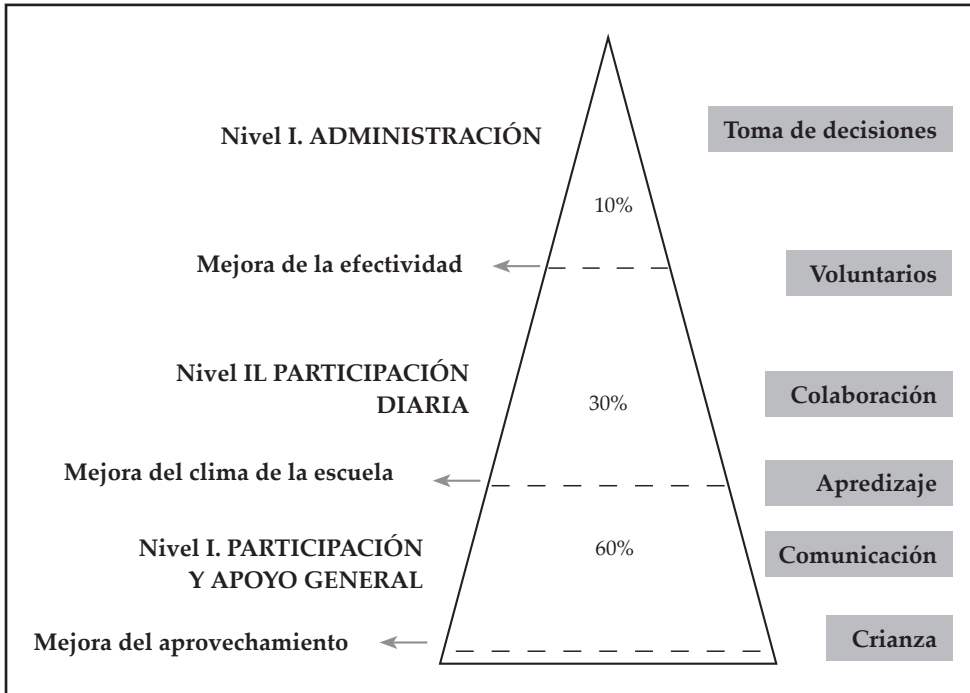 Nivel I. ADMINISTRACIÓN
Toma de decisiones
10%
Mejora de la efectividad
Voluntarios
Nivel IL PARTICIPACIÓN
DIARIA
30%
Colaboración
Mejora del clima de la escuela
Apredizaje
Nivel I. PARTICIPACIÓN
Y APOYO GENERAL
60%
Comunicación
Mejora del aprovechamiento
Crianza